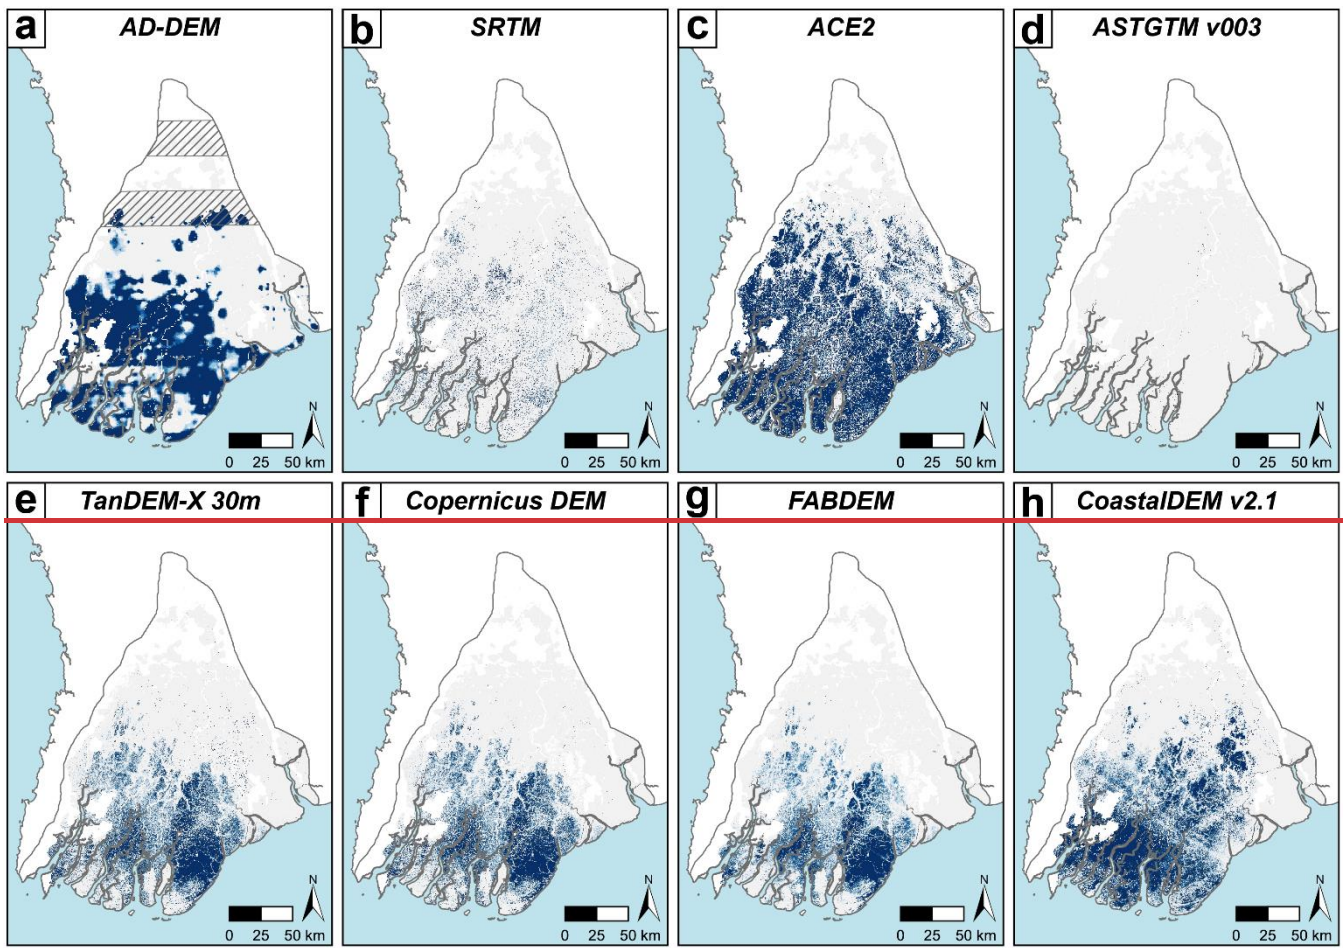 a AD-DEM
b SRTM
c ACE2
d ASTGTM v003
N
0 25 50 km
N
0 25 50 km
N
0 25 50 km
N
0 25 50 km
e TanDEM-X 30m
f Copernicus DEM
g FABDEM
h CoastalDEM v2.1
N
0 25 50 km
N
0 25 50 km
N
0 25 50 km
N
0 25 50 km